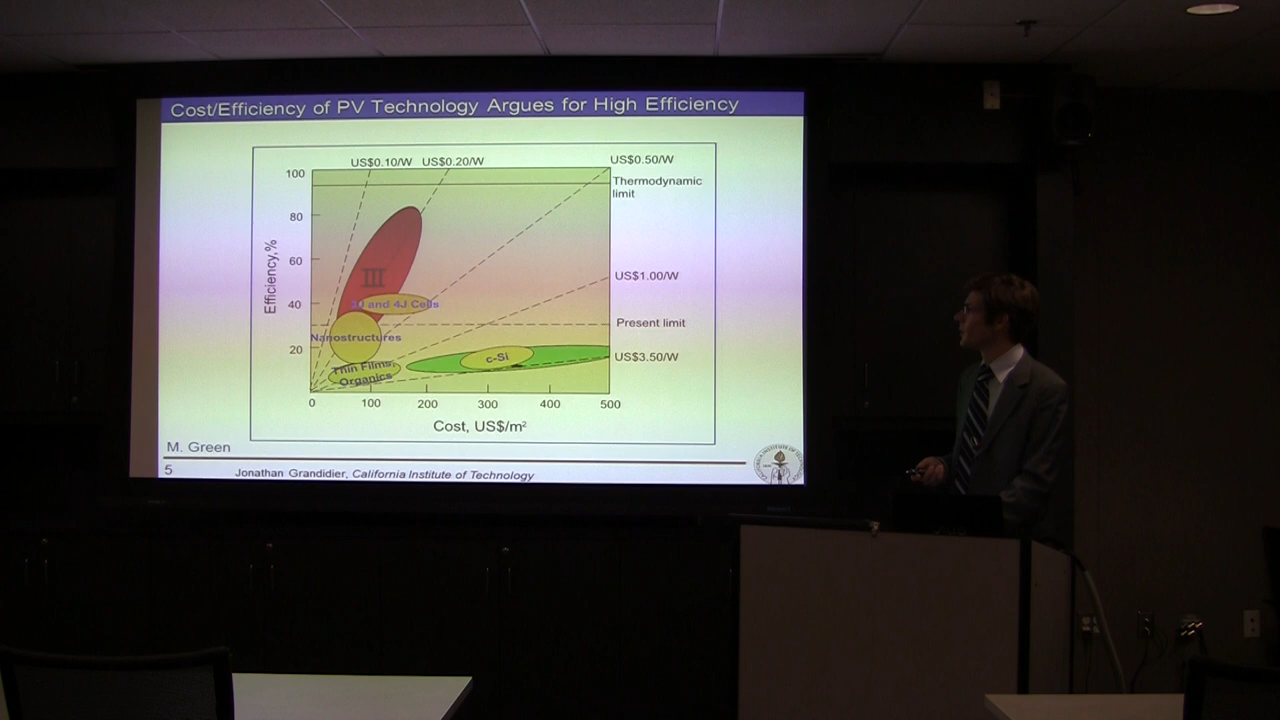 Cost/Efficiency of PV Technology Argues for High Efficiency
US$0.10/W US$0.20/W US$0.50/W
100
Thermodynamic
limit
80
60
US$1.00/W
III
40
and 4J Cells
Present limit
Nanostructures
20
US$3.50/W
c-Si
Thin Films,
Organics
Efficiency,%
0 100 200 300 400 500
Cost, US$/m²
M. Green
5
Jonathan Grandidier, California Institute of Technology